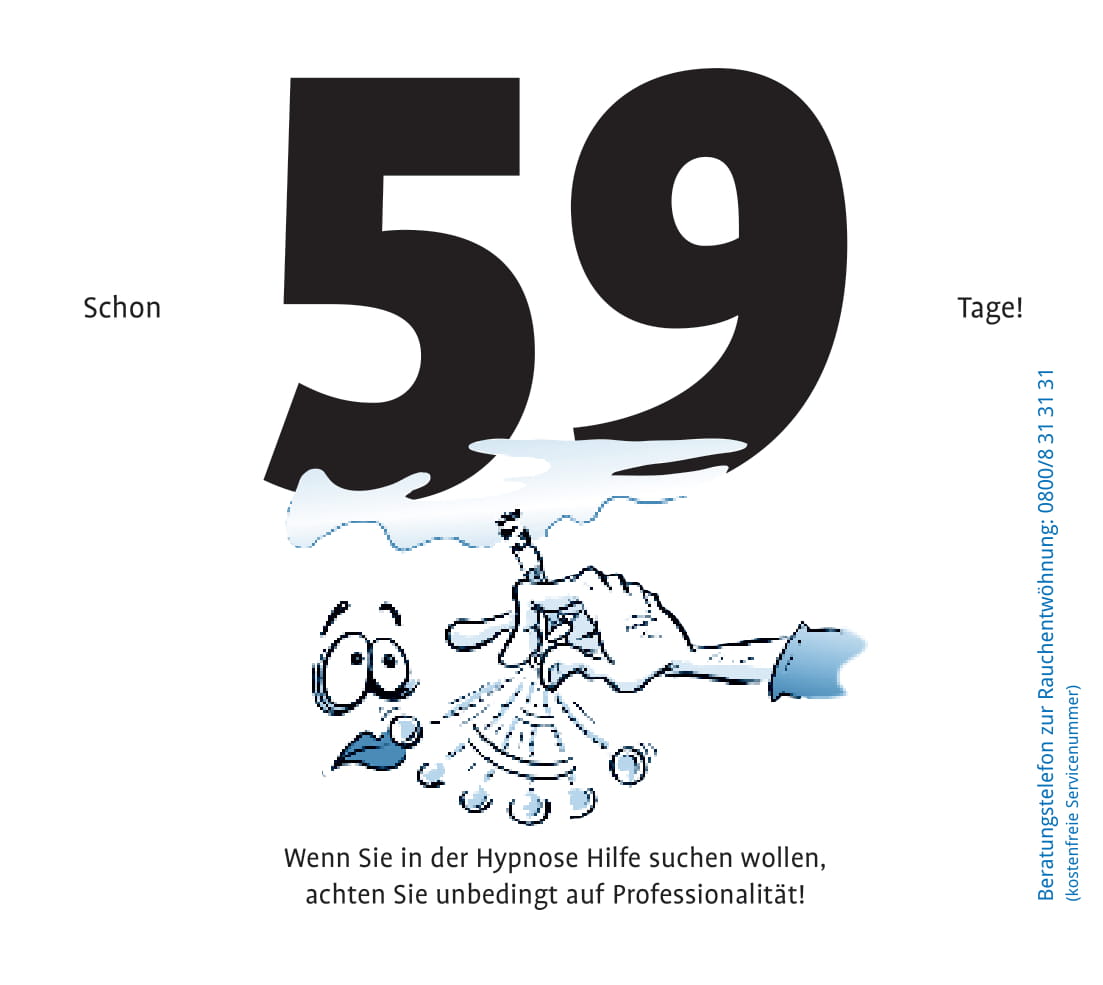 Schon
59
Tage!
Wenn Sie in der Hypnose Hilfe suchen wollen,
achten Sie unbedingt auf Professionalität!
Beratungstelefon zur Rauchentwöhnung: 0800/8 31 31 31
(kostenfreie Servicenummer)